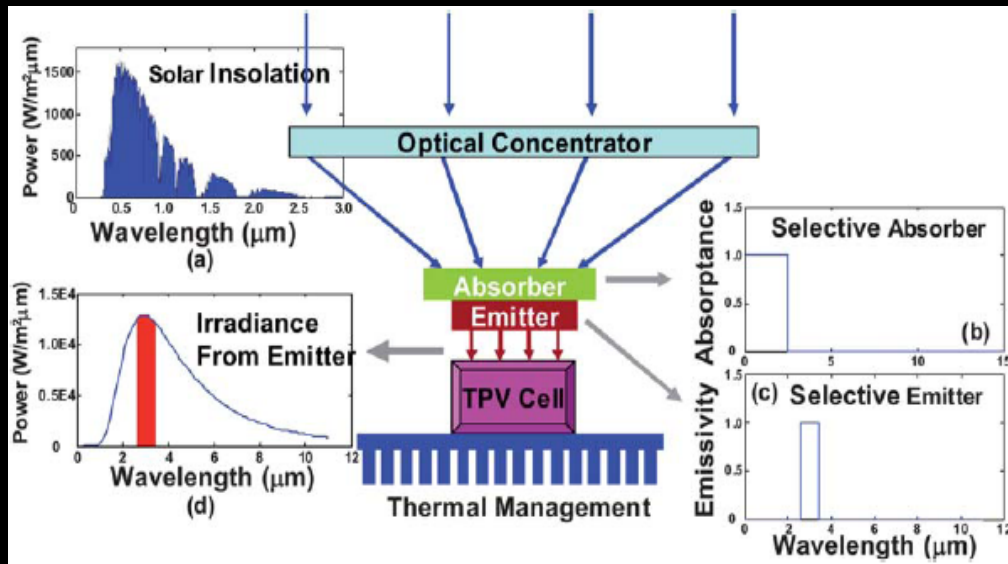 Power (W/m²μm)
1500
1000
500
0
Solar Insolation
0.5 1.0 1.5 2.0 2.5 3.0
Wavelength (μm)
(a)
Optical Concentrator
Absorber
Emitter
TPV Cell
Thermal Management
Power (W/m²μm)
1.5E4
1.0E4
0.5E4
0
Irradiance
From Emitter
2 4 6 8 10 12
Wavelength (μm)
(d)
Absorptance
1.5
1.0
0.5
0
Selective Absorber
(b)
0 5 10 15
Emissivity
1.5
1.0
0.5
0
(c) Selective Emitter
0 2 4 6 8 10 12
Wavelength (μm)